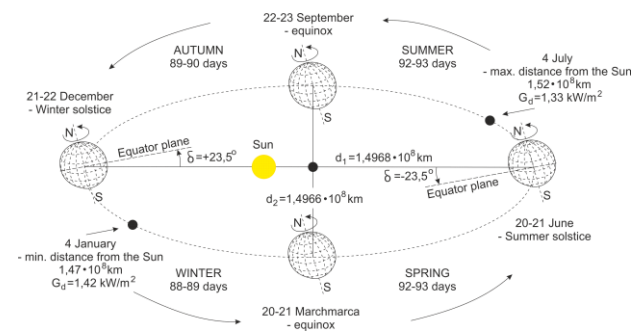 22-23 September
- equinox
N
S
AUTUMN
89-90 days
SUMMER
92-93 days
4 July
- max. distance from the Sun
1,52•10⁸km
Gd=1,33 kW/m²
21-22 December
- Winter solstice
N
S
Equator plane
δ=+23,5°
Sun
d₁=1,4968•10⁸km
δ=-23,5°
Equator plane
N
S
d₂=1,4966•10⁸km
20-21 June
- Summer solstice
4 January
- min. distance from the Sun
1,47•10⁸km
Gd=1,42 kW/m²
WINTER
88-89 days
N
S
SPRING
92-93 days
20-21 Marchmarca
- equinox